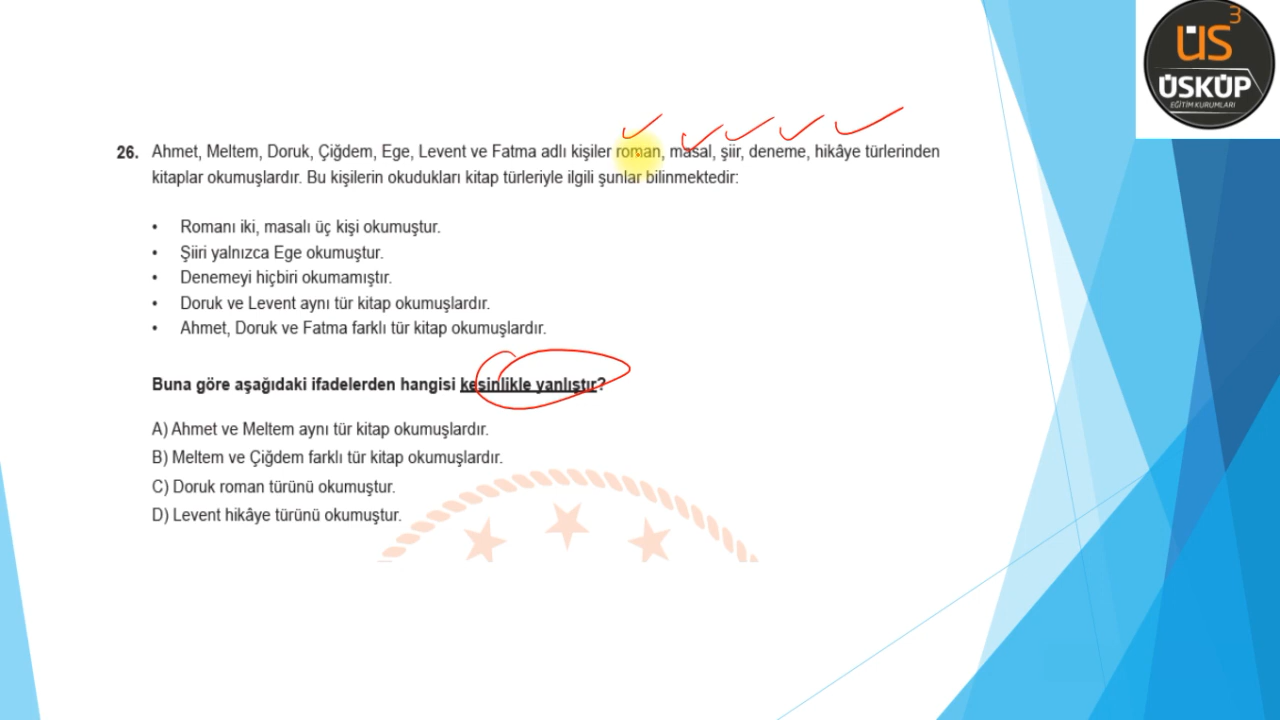 ÜS3
ÜSKÜP
EĞİTİM KURUMLARI
26. Ahmet, Meltem, Doruk, Çiğdem, Ege, Levent ve Fatma adlı kişiler roman, masal, şiir, deneme, hikâye türlerinden
kitaplar okumuşlardır. Bu kişilerin okudukları kitap türleriyle ilgili şunlar bilinmektedir:
• Romanı iki, masalı üç kişi okumuştur.
• Şiiri yalnızca Ege okumuştur.
• Denemeyi hiçbiri okumamıştır.
• Doruk ve Levent aynı tür kitap okumuşlardır.
• Ahmet, Doruk ve Fatma farklı tür kitap okumuşlardır.
Buna göre aşağıdaki ifadelerden hangisi kesinlikle yanlıştır?
A) Ahmet ve Meltem aynı tür kitap okumuşlardır.
B) Meltem ve Çiğdem farklı tür kitap okumuşlardır.
C) Doruk roman türünü okumuştur.
D) Levent hikâye türünü okumuştur.